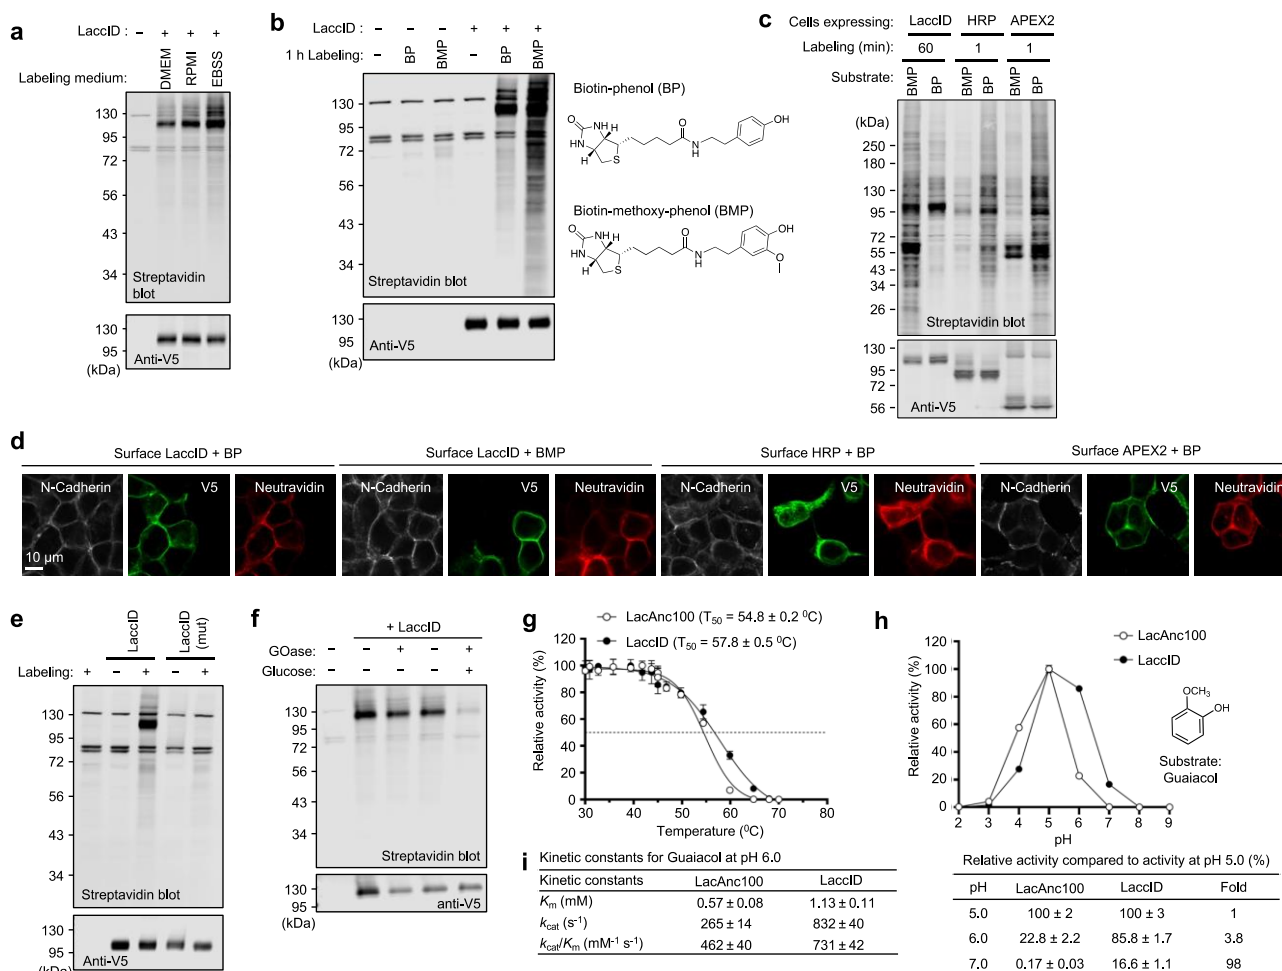 a
LaccID :
– + + +
Labeling medium:
DMEM
RPMI
EBSS
130
95
72
56
43
34
Streptavidin
blot
130
95
(kDa)
Anti-V5
b
LaccID :
– – – + + +
1 h Labeling:
– BP BMP – BP BMP
130
95
72
56
43
34
Streptavidin blot
130
95
(kDa)
Anti-V5
Biotin-phenol (BP)
O
NH
HN
H
H
S
O
N
H
OH
Biotin-methoxy-phenol (BMP)
O
NH
HN
H
H
S
O
N
H
OH
O
c
Cells expressing: LaccID HRP APEX2
Labeling (min): 60 1 1
Substrate: BMP BP BMP BP BMP BP
(kDa)
250
180
130
95
72
55
43
34
26
Streptavidin blot
130
95
72
56
Anti-V5
d
Surface LaccID + BP
Surface LaccID + BMP
Surface HRP + BP
Surface APEX2 + BP
N-Cadherin V5 Neutravidin
N-Cadherin V5 Neutravidin
N-Cadherin V5 Neutravidin
N-Cadherin V5 Neutravidin
10 µm
e
LaccID
LaccID
(mut)
Labeling: + – + – +
130
95
72
56
43
34
Streptavidin blot
130
95
Anti-V5
f
+ LaccID
GOase: – – + – +
Glucose: – – – – +
130
95
72
56
43
34
Streptavidin blot
130
95
(kDa)
anti-V5
g
LacAnc100 (T50 = 54.8 ± 0.2 ⁰C)
LaccID (T50 = 57.8 ± 0.5 ⁰C)
Relative activity (%)
120
100
80
60
40
20
0
30 40 50 60 70 80
Temperature (⁰C)
h
LacAnc100
LaccID
Relative activity (%)
120
100
80
60
40
20
0
2 3 4 5 6 7 8 9
pH
OCH3
OH
Substrate:
Guaiacol
i
Kinetic constants for Guaiacol at pH 6.0
Kinetic constants LacAnc100 LaccID
Km (mM) 0.57 ± 0.08 1.13 ± 0.11
kcat (s-1) 265 ± 14 832 ± 40
kcat/Km (mM-1 s-1) 462 ± 40 731 ± 42
Relative activity compared to activity at pH 5.0 (%)
pH LacAnc100 LaccID Fold
5.0 100 ± 2 100 ± 3 1
6.0 22.8 ± 2.2 85.8 ± 1.7 3.8
7.0 0.17 ± 0.03 16.6 ± 1.1 98